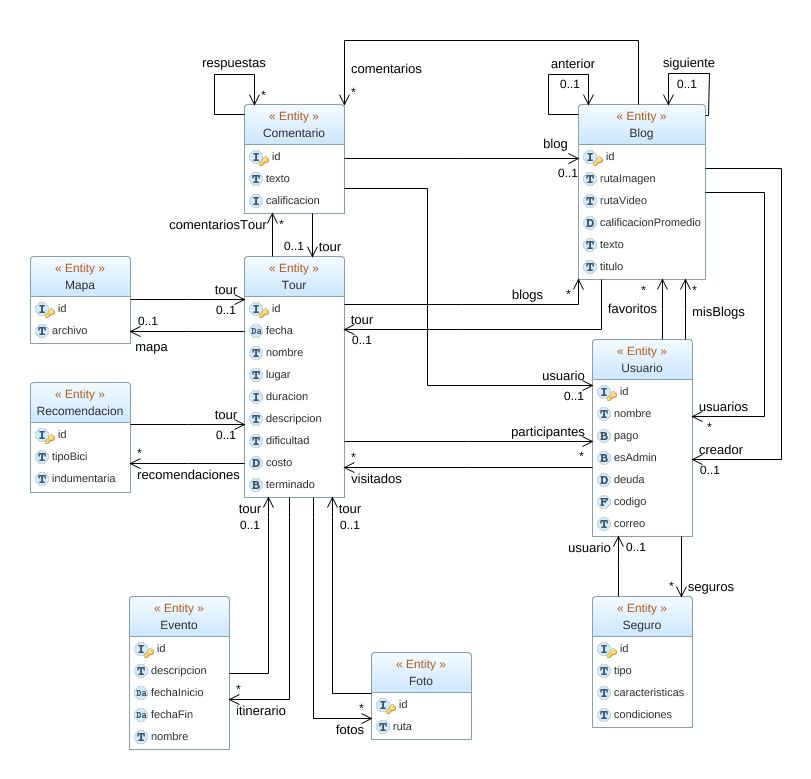 respuestas
*
comentarios
*
anterior
0..1
siguiente
0..1
« Entity »
Comentario
I id
T texto
I calificacion
« Entity »
Blog
I id
T rutaImagen
T rutaVideo
D calificacionPromedio
T texto
T titulo
blog
0..1
comentariosTour
*
0..1
tour
« Entity »
Mapa
I id
T archivo
tour
0..1
0..1
mapa
« Entity »
Tour
I id
Da fecha
T nombre
T lugar
I duracion
T descripcion
T dificultad
D costo
B terminado
blogs
*
tour
0..1
favoritos
*
*
misBlogs
« Entity »
Recomendacion
I id
T tipoBici
T indumentaria
tour
0..1
*
recomendaciones
usuario
0..1
« Entity »
Usuario
I id
T nombre
B pago
B esAdmin
D deuda
F codigo
T correo
usuarios
*
creador
0..1
participantes
*
*
visitados
tour
0..1
tour
0..1
usuario
0..1
*
seguros
« Entity »
Evento
I id
T descripcion
Da fechaInicio
Da fechaFin
T nombre
*
itinerario
« Entity »
Foto
I id
T ruta
*
fotos
« Entity »
Seguro
I id
T tipo
T caracteristicas
T condiciones